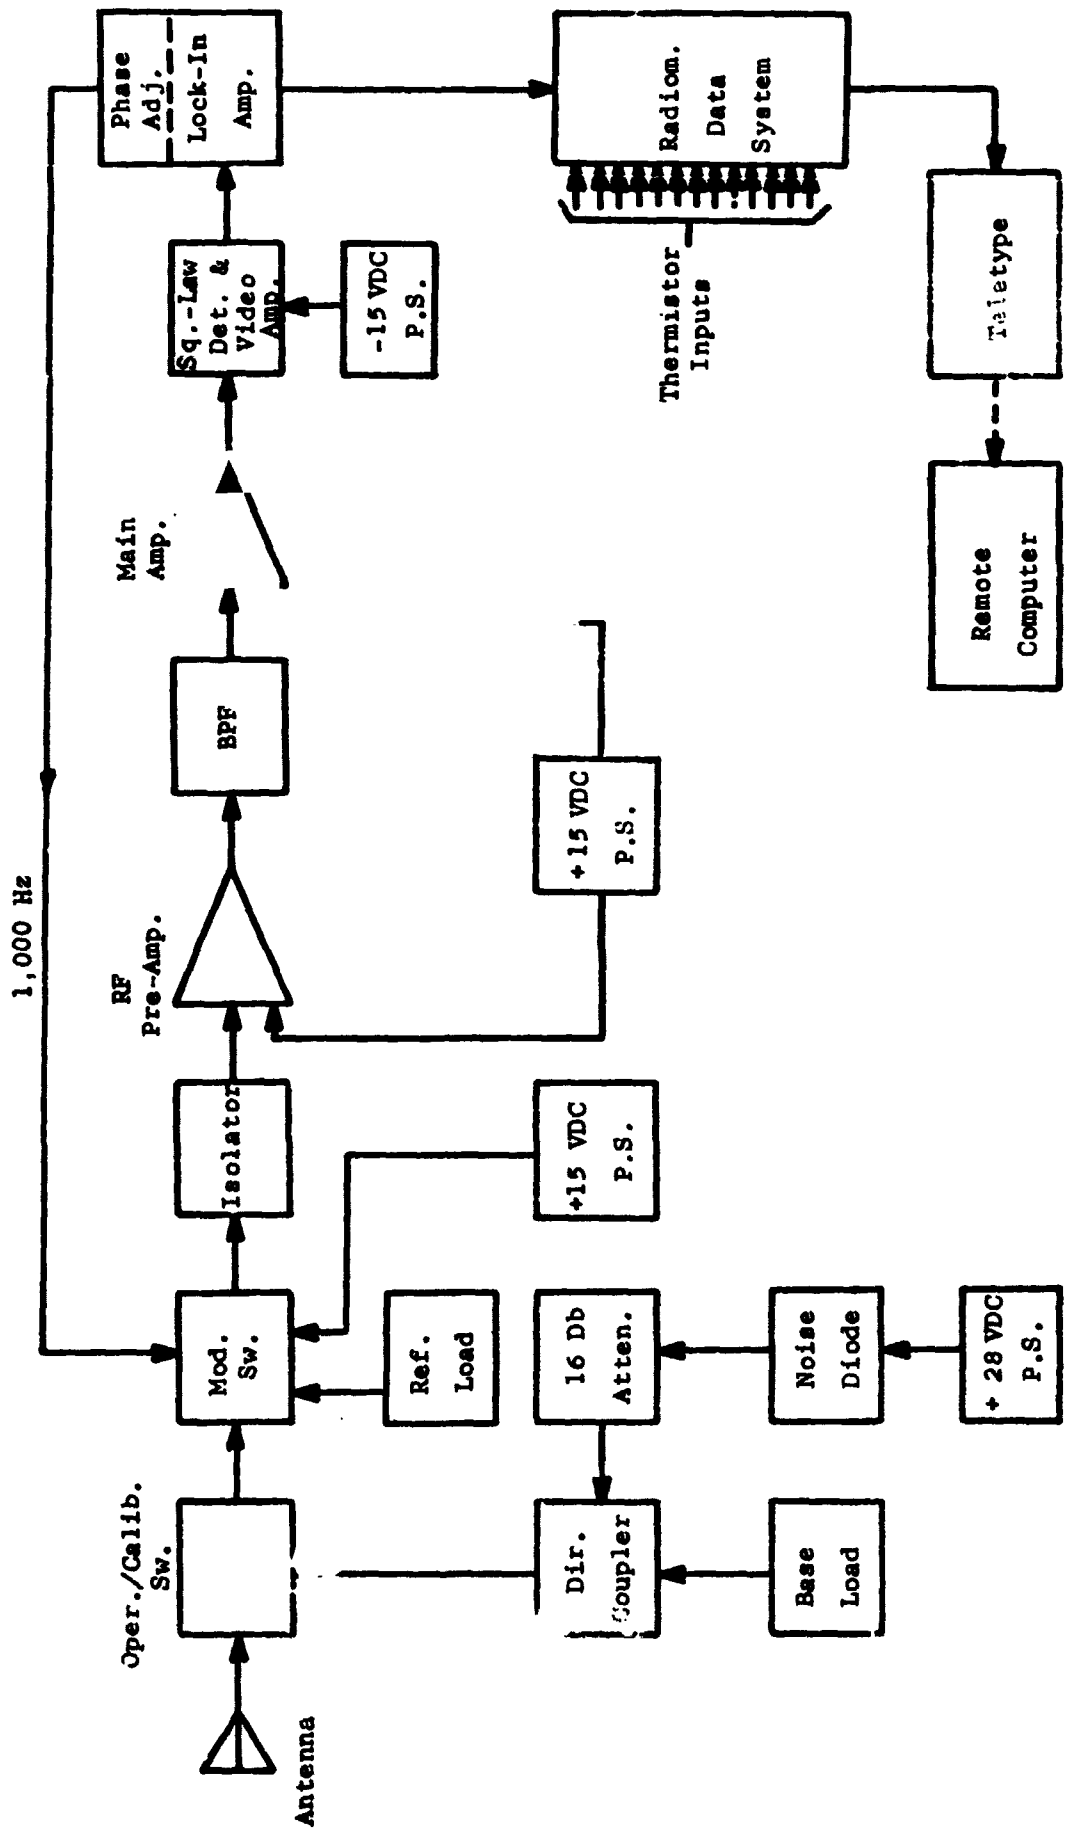 1,000 Hz
Antenna
Oper./Calib.
Sw.
Mod.
Sw.
Isolator
RF
Pre-Amp.
BPF
Main
Amp.
Sq.-Law
Det. &
Video
Amp.
Phase
Adj.
Lock-In
Amp.
Ref.
Load
-15 VDC
P.S.
Dir.
Coupler
16 Db
Atten.
+15 VDC
P.S.
+15 VDC
P.S.
Thermistor
Inputs
Radiom.
Data
System
Base
Load
Noise
Diode
+ 28 VDC
P.S.
Remote
Computer
Teletype